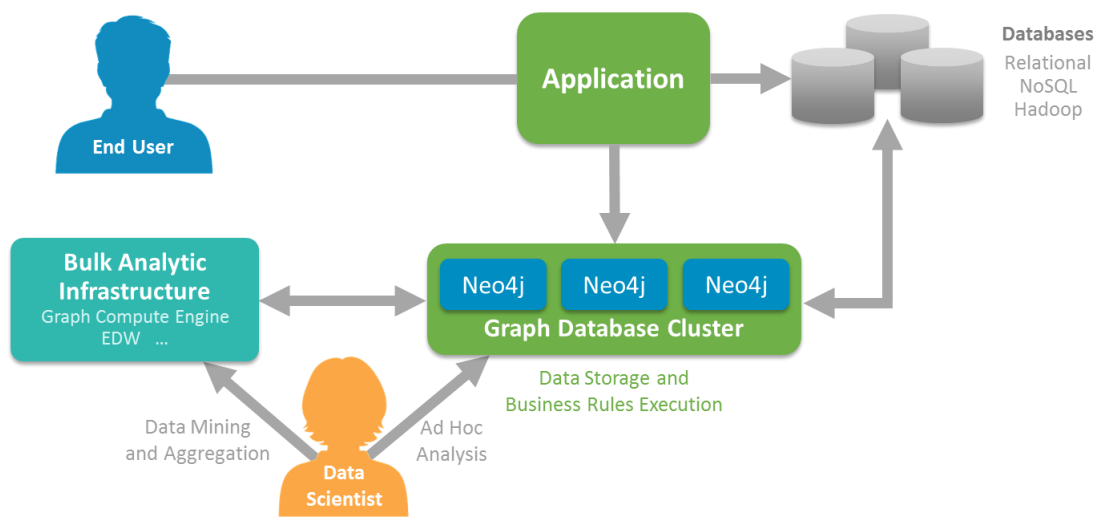 End User
Application
Databases
Relational
NoSQL
Hadoop
Bulk Analytic
Infrastructure
Graph Compute Engine
EDW ...
Neo4j
Neo4j
Neo4j
Graph Database Cluster
Data Storage and
Business Rules Execution
Data Mining
and Aggregation
Ad Hoc
Analysis
Data
Scientist